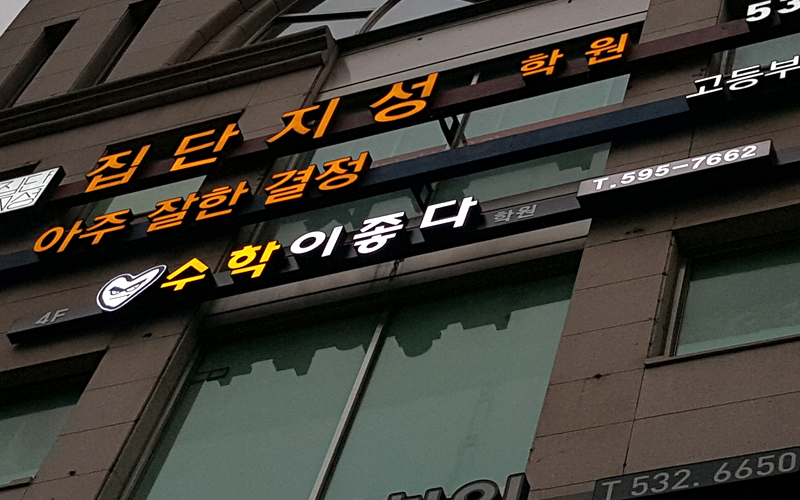 53
집단지성 학원
고등부
아주 잘한 결정
T.595-7662
4F 수학이좋다 학원
T 532. 6650